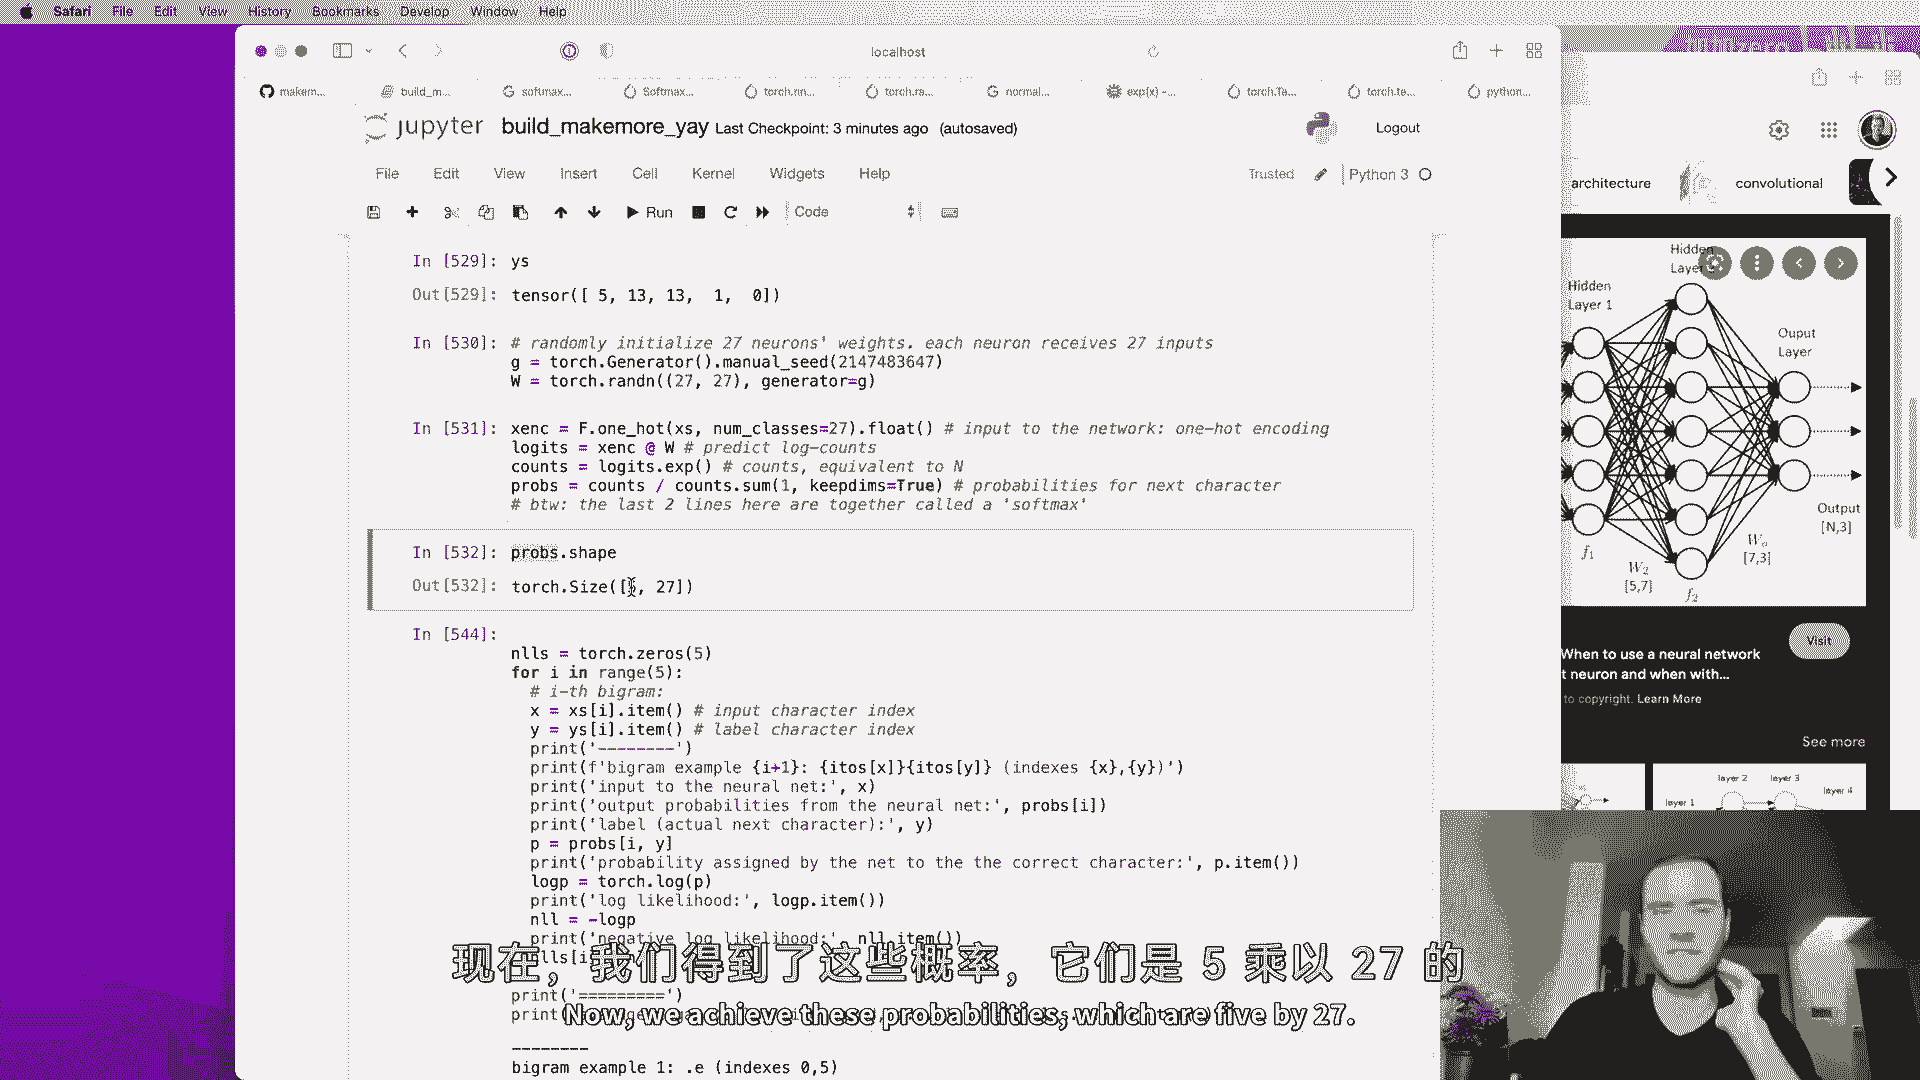 Safari File Edit View History Bookmarks Develop Window Help
localhost
makem... build_m... softmax... Softmax... torch.nn... torch.ra... normal... exp(x) -... torch.Te... torch.te... python...
jupyter build_makemore_yay Last Checkpoint: 3 minutes ago (autosaved)
Logout
File Edit View Insert Cell Kernel Widgets Help
Trusted Python 3
Run Code
In [529]: ys
Out[529]: tensor([ 5, 13, 13, 1, 0])
In [530]: # randomly initialize 27 neurons' weights. each neuron receives 27 inputs
g = torch.Generator().manual_seed(2147483647)
W = torch.randn((27, 27), generator=g)
In [531]: xenc = F.one_hot(xs, num_classes=27).float() # input to the network: one-hot encoding
logits = xenc @ W # predict log-counts
counts = logits.exp() # counts, equivalent to N
probs = counts / counts.sum(1, keepdims=True) # probabilities for next character
# btw: the last 2 lines here are together called a 'softmax'
In [532]: probs.shape
Out[532]: torch.Size([5, 27])
In [544]:
nlls = torch.zeros(5)
for i in range(5):
# i-th bigram:
x = xs[i].item() # input character index
y = ys[i].item() # label character index
print('--------')
print(f'bigram example {i+1}: {itos[x]}{itos[y]} (indexes {x},{y})')
print('input to the neural net:', x)
print('output probabilities from the neural net:', probs[i])
print('label (actual next character):', y)
p = probs[i, y]
print('probability assigned by the net to the the correct character:', p.item())
logp = torch.log(p)
print('log likelihood:', logp.item())
nll = -logp
print('negative log likelihood:', nll.item())
现在，我们得到了这些概率，它们是 5 乘以 27 的
print('=========')
Now, we achieve these probabilities, which are five by 27.
--------
bigram example 1: .e (indexes 0,5)
architecture convolutional
Hidden
Layer
Hidden
Layer 1
Ouput
Layer
Output
[N,3]
f1
W2
[5,7]
f2
[7,3]
Visit
When to use a neural network
t neuron and when with...
to copyright. Learn More
See more
layer 1 layer 2 layer 3 layer 4